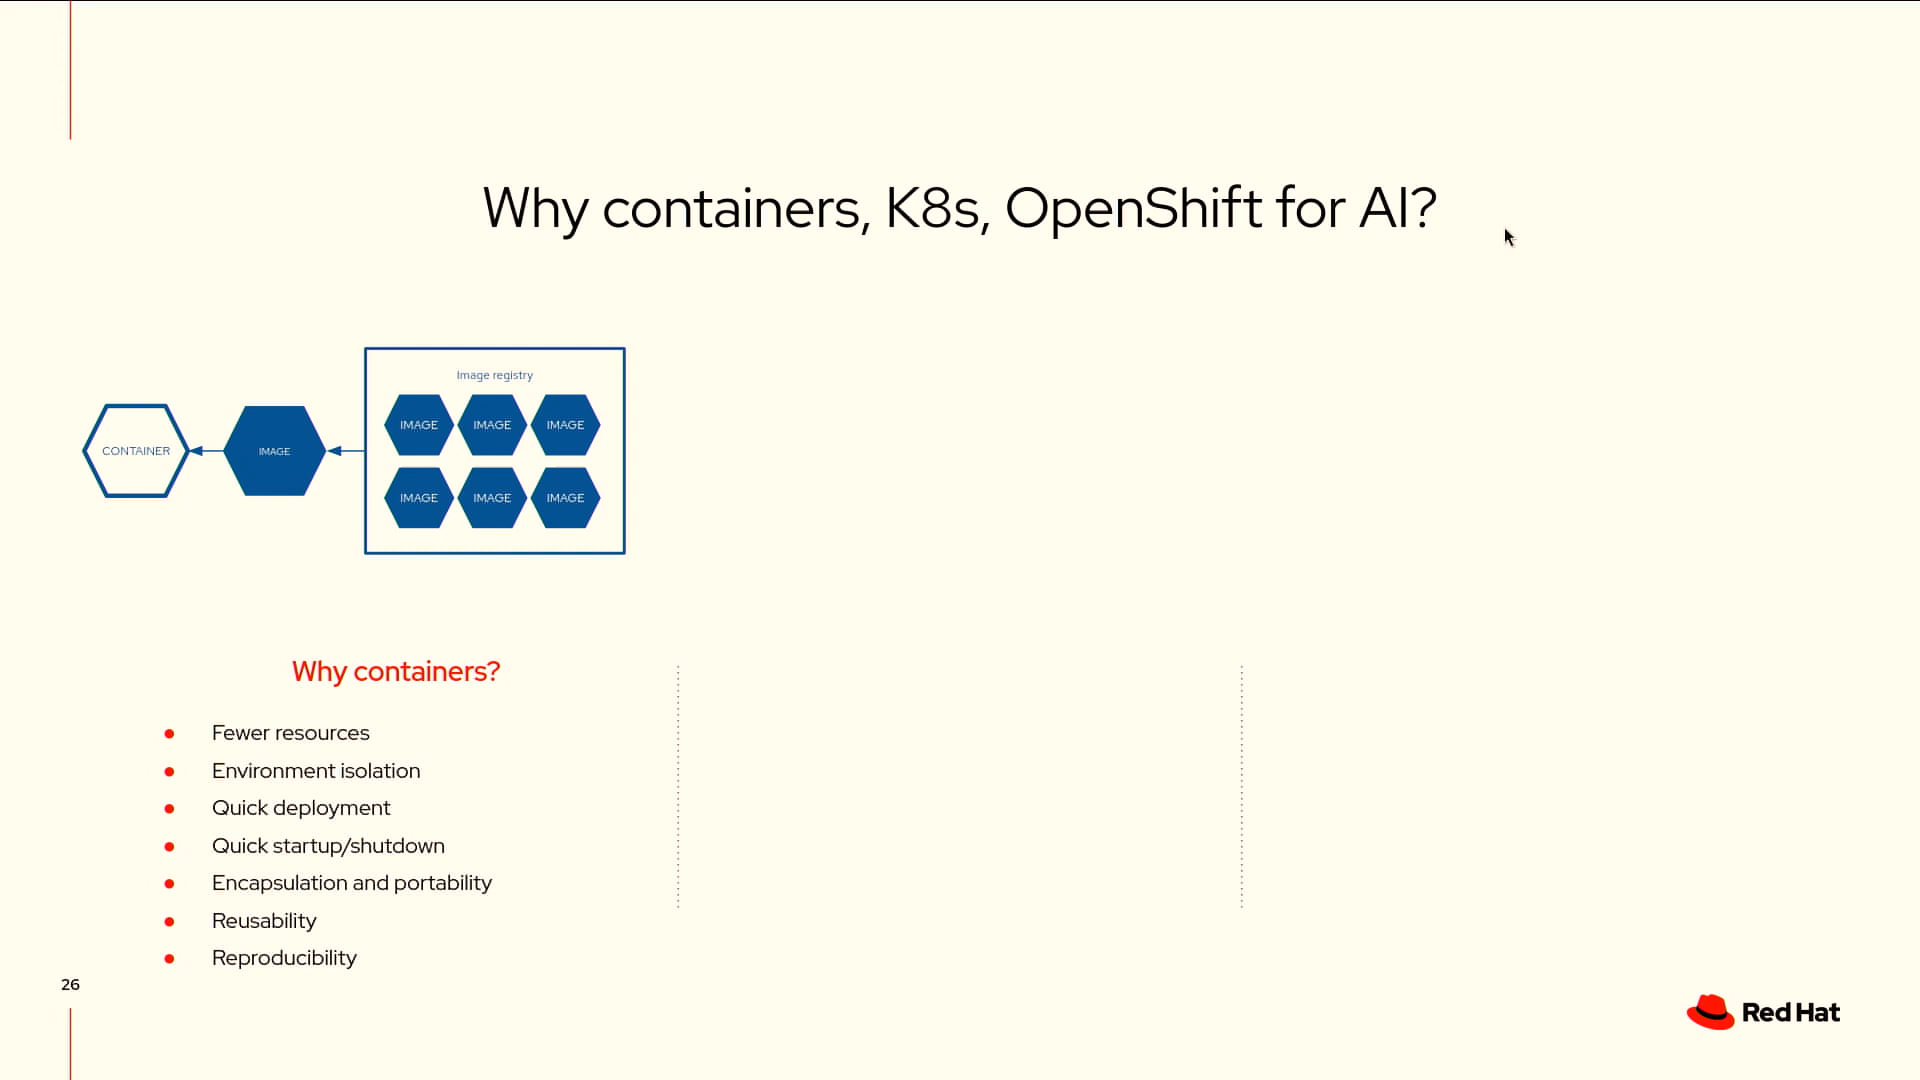 Why containers, K8s, OpenShift for AI?
Image registry
IMAGE IMAGE IMAGE
CONTAINER IMAGE
IMAGE IMAGE IMAGE
Why containers?
Fewer resources
Environment isolation
Quick deployment
Quick startup/shutdown
Encapsulation and portability
Reusability
Reproducibility
26
Red Hat